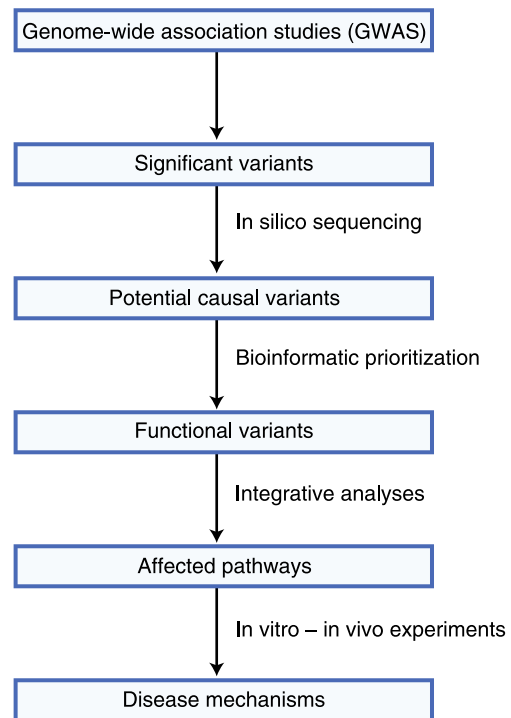 Genome-wide association studies (GWAS)
Significant variants
In silico sequencing
Potential causal variants
Bioinformatic prioritization
Functional variants
Integrative analyses
Affected pathways
In vitro – in vivo experiments
Disease mechanisms